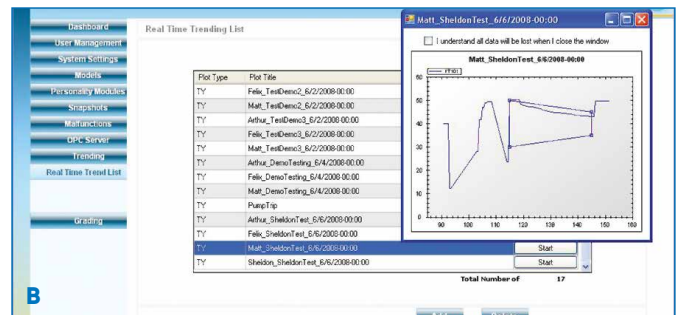 Dashboard
User Management
System Settings
Models
Personality Modules
Snapshots
Malfunctions
OPC Server
Trending
Real Time Trend List
Grading
Real Time Trending List
Plot Type Plot Title
TY Felix_TestDemo2_6/2/2008-00:00
TY Matt_TestDemo2_6/2/2008-00:00
TY Arthur_TestDemo3_6/2/2008-00:00
TY Felix_TestDemo3_6/2/2008-00:00
TY Matt_TestDemo3_6/2/2008-00:00
TY Arthur_DemoTesting_6/4/2008-00:00
TY Felix_DemoTesting_6/4/2008-00:00
TY Matt_DemoTesting_6/4/2008-00:00
TY PumpTrip
TY Arthur_SheldonTest_6/6/2008-00:00
TY Felix_SheldonTest_6/6/2008-00:00
TY Matt_SheldonTest_6/6/2008-00:00 Start
TY Sheldon_SheldonTest_6/6/2008-00:00 Start
Total Number of 17
Matt_SheldonTest_6/6/2008-00:00
I understand all data will be lost when I close the window
Matt_SheldonTest_6/6/2008-00:00
60
50
40
30
20
10
0
90 100 110 120 130 140 150 160
B